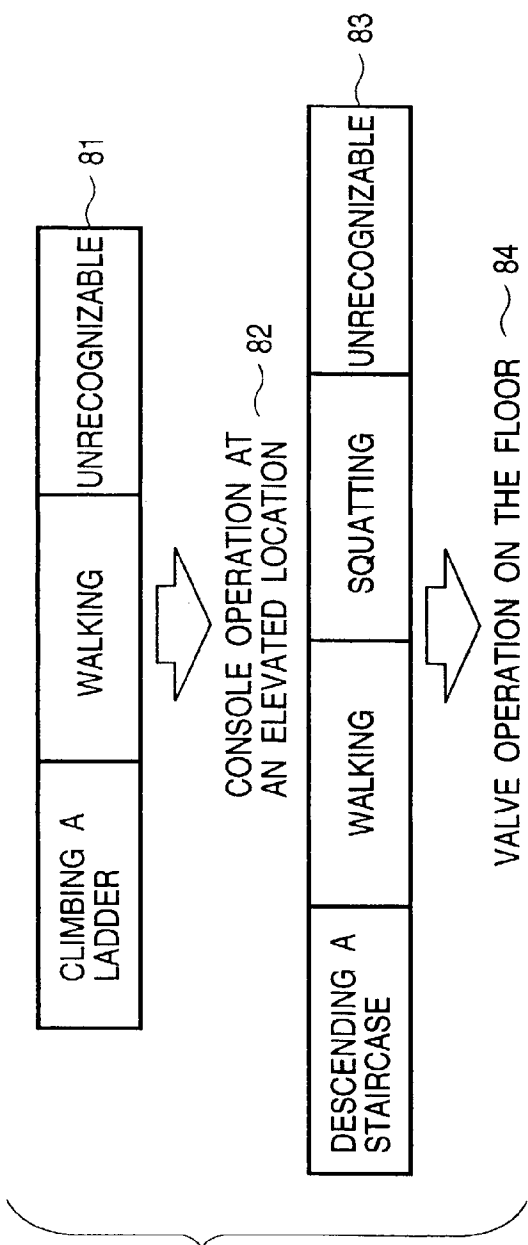 CLIMBING A
LADDER
WALKING
UNRECOGNIZABLE
81
CONSOLE OPERATION AT
AN ELEVATED LOCATION
82
DESCENDING A
STAIRCASE
WALKING
SQUATTING
UNRECOGNIZABLE
83
VALVE OPERATION ON THE FLOOR
84